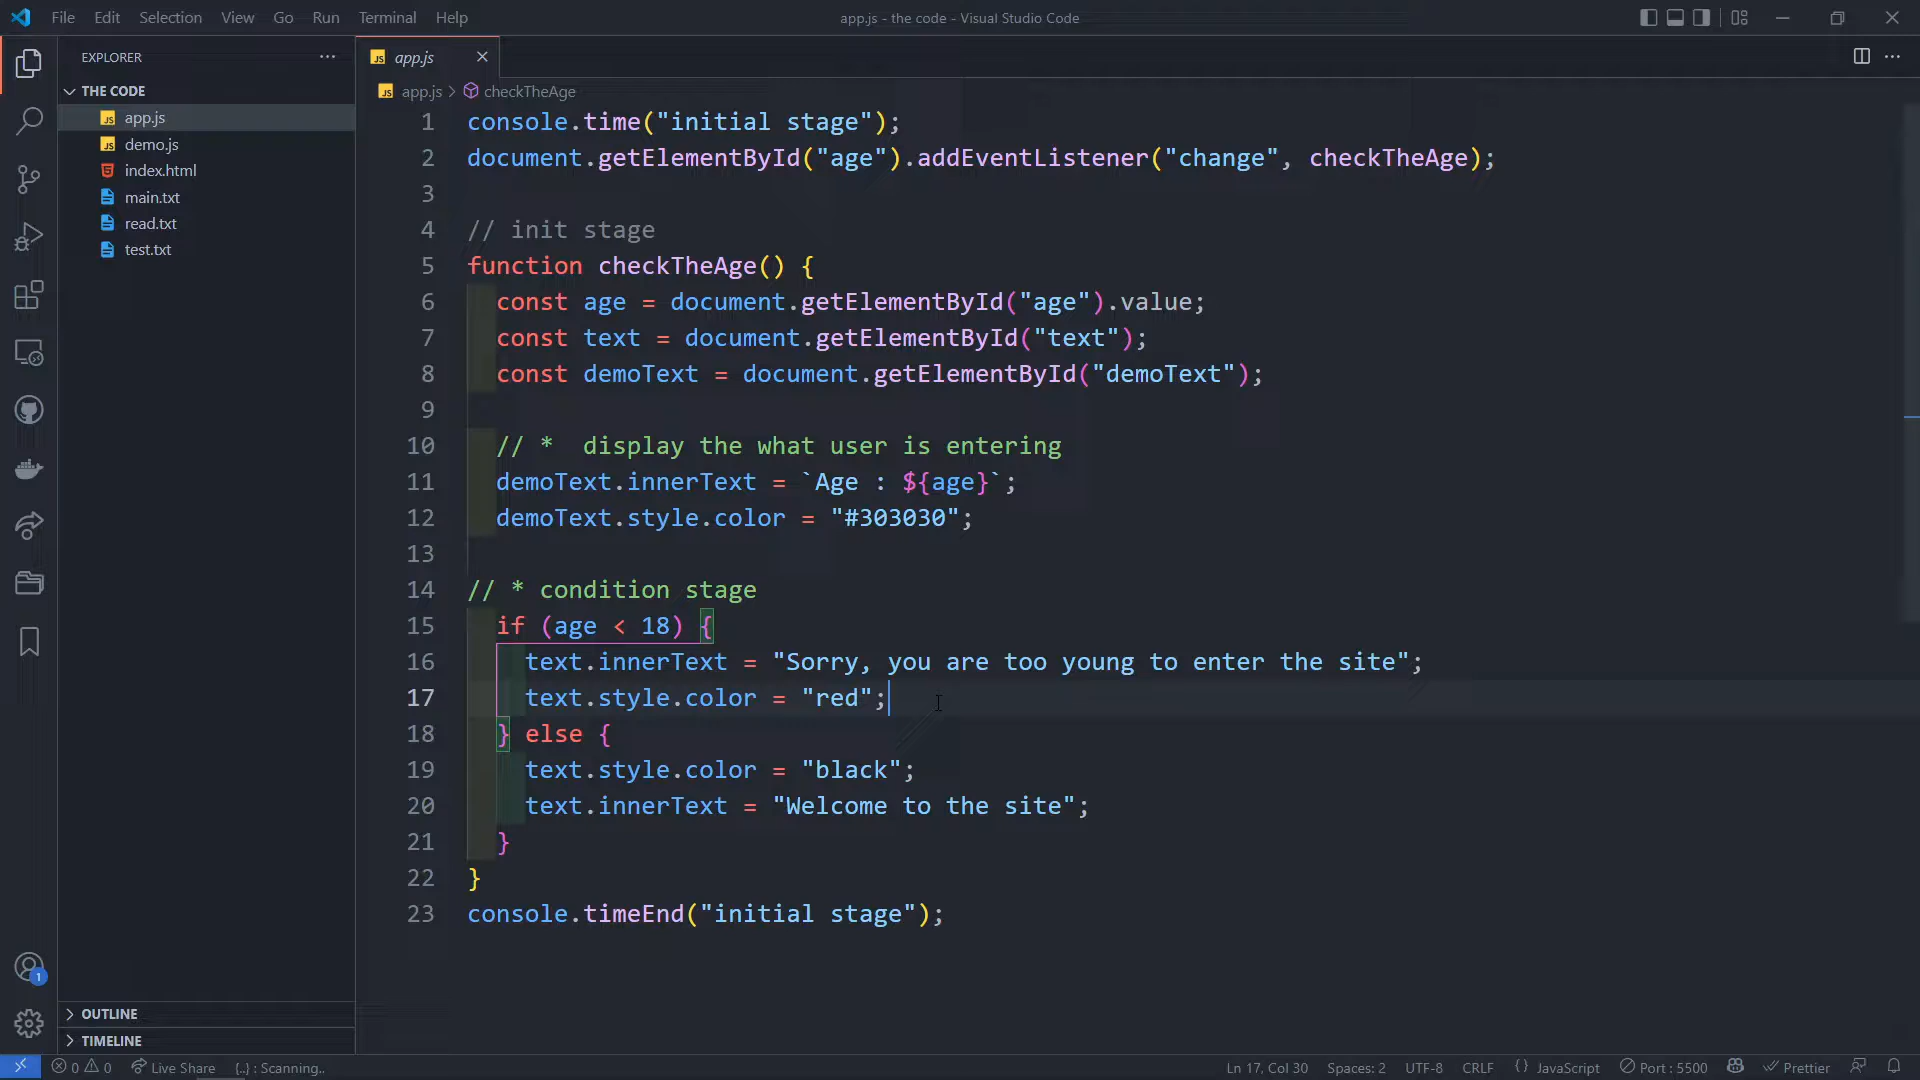 File Edit Selection View Go Run Terminal Help
app.js - the code - Visual Studio Code
EXPLORER
THE CODE
app.js
demo.js
index.html
main.txt
read.txt
test.txt
OUTLINE
TIMELINE
JS app.js
JS app.js > checkTheAge
1 console.time("initial stage");
2 document.getElementById("age").addEventListener("change", checkTheAge);
3
4 // init stage
5 function checkTheAge() {
6 const age = document.getElementById("age").value;
7 const text = document.getElementById("text");
8 const demoText = document.getElementById("demoText");
9
10 // *  display the what user is entering
11 demoText.innerText = `Age : ${age}`;
12 demoText.style.color = "#303030";
13
14 // * condition stage
15 if (age < 18) {
16 text.innerText = "Sorry, you are too young to enter the site";
17 text.style.color = "red";
18 } else {
19 text.style.color = "black";
20 text.innerText = "Welcome to the site";
21 }
22 }
23 console.timeEnd("initial stage");
1
0 0 Live Share {..} : Scanning.. Ln 17, Col 30 Spaces: 2 UTF-8 CRLF {} JavaScript Port : 5500 Prettier